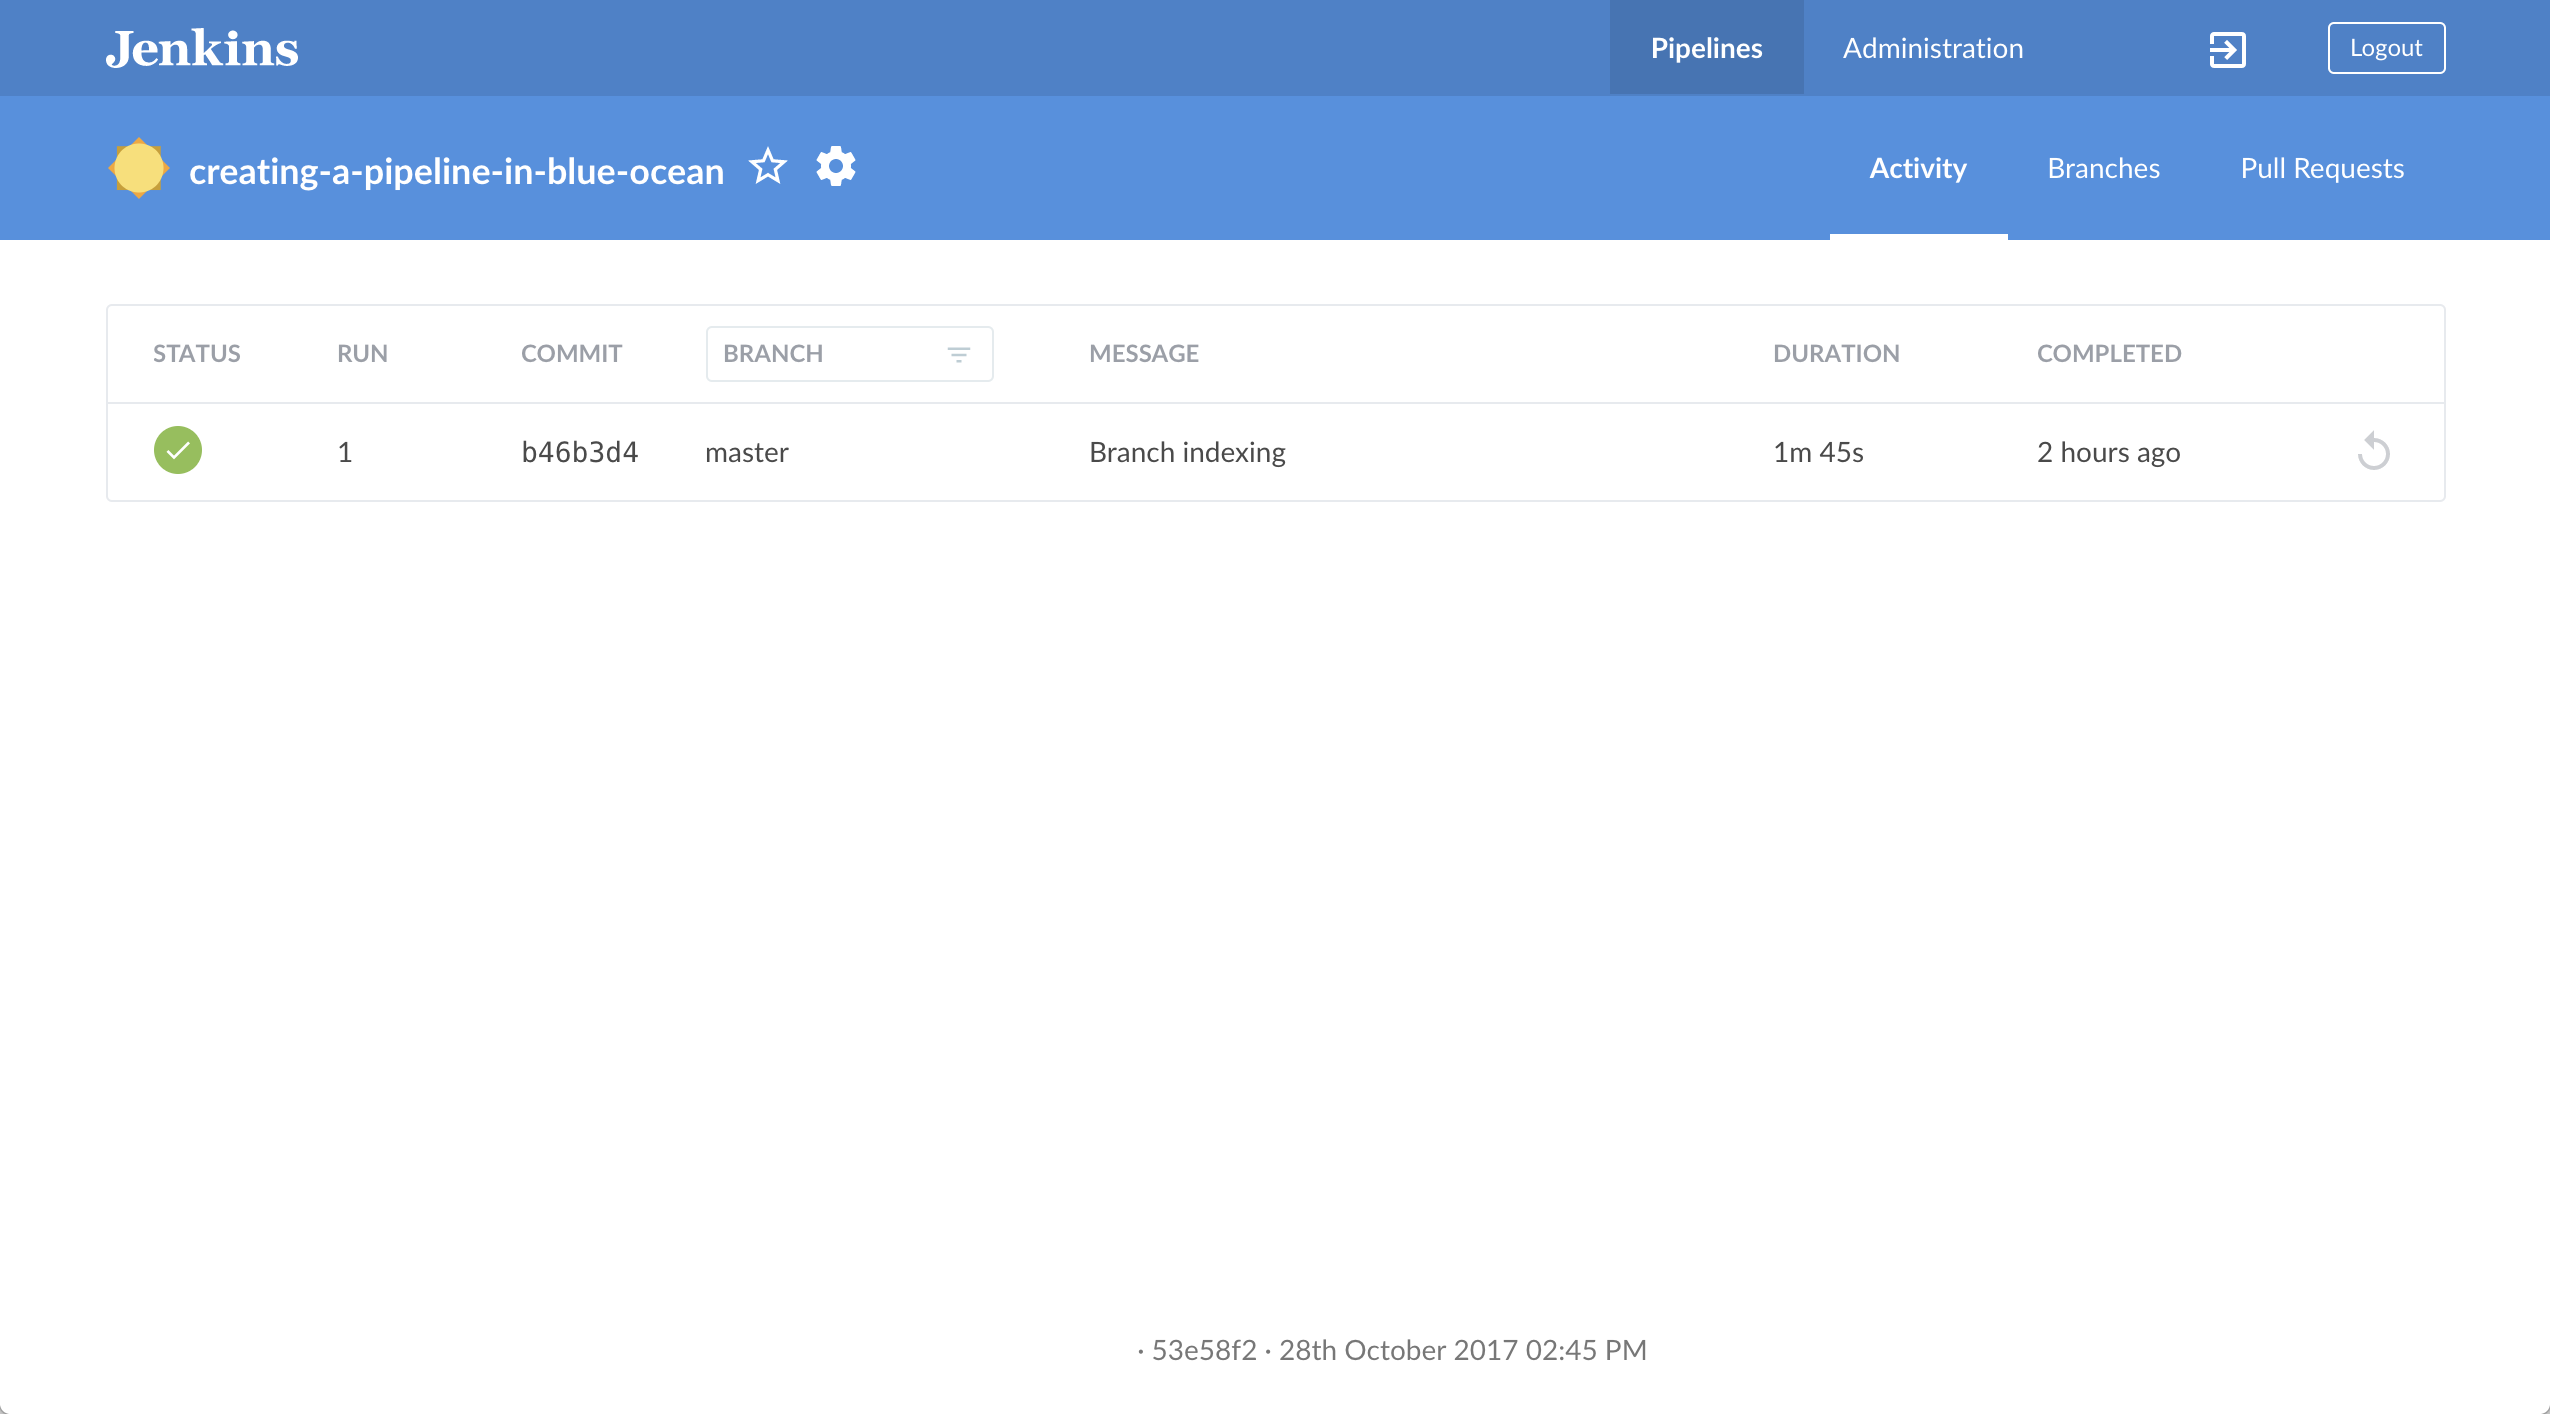 Jenkins Pipelines Administration Logout
creating-a-pipeline-in-blue-ocean Activity Branches Pull Requests
STATUS RUN COMMIT BRANCH MESSAGE DURATION COMPLETED
1 b46b3d4 master Branch indexing 1m 45s 2 hours ago
· 53e58f2 · 28th October 2017 02:45 PM